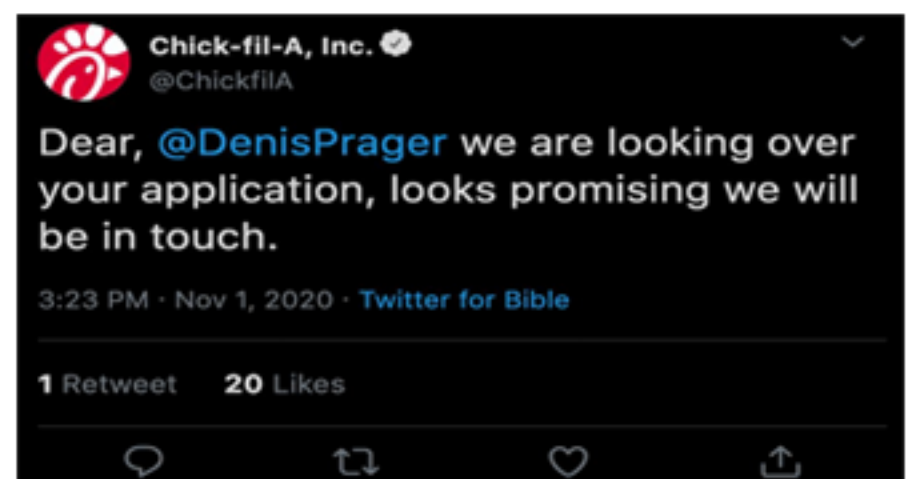 Chick-fil-A, Inc.
@ChickfilA
Dear, @DenisPrager we are looking over
your application, looks promising we will
be in touch.
3:23 PM · Nov 1, 2020 · Twitter for Bible
1 Retweet 20 Likes